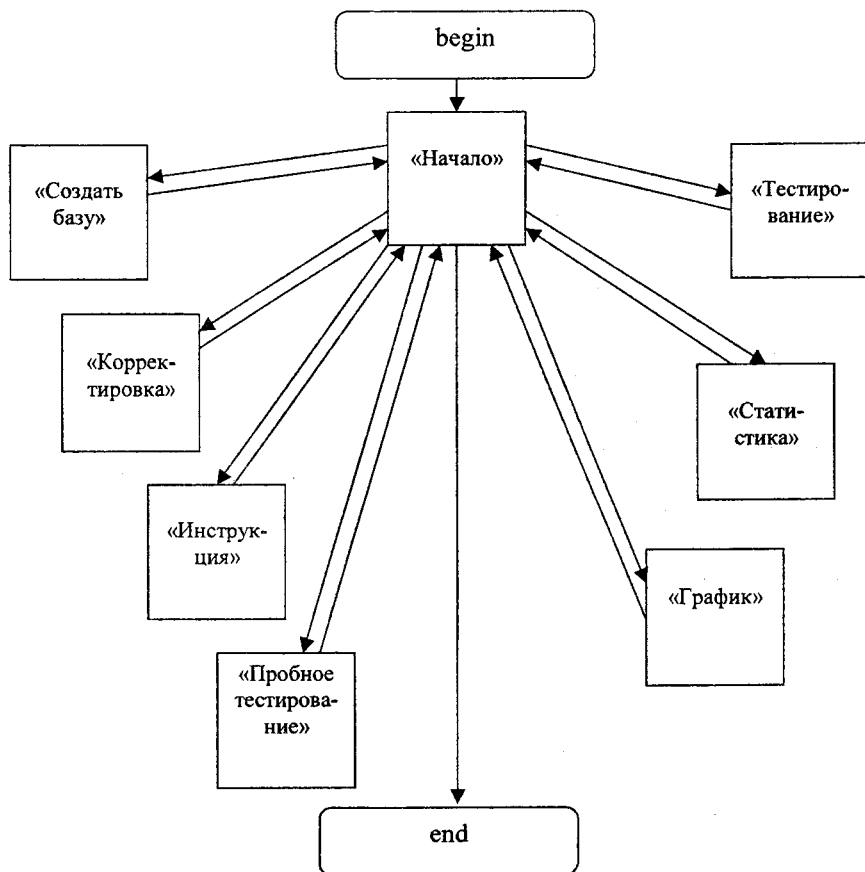 begin
«Начало»
«Создать
базу»
«Тестиро-
вание»
«Коррек-
тировка»
«Стати-
стика»
«Инструк-
ция»
«График»
«Пробное
тестирова-
ние»
end